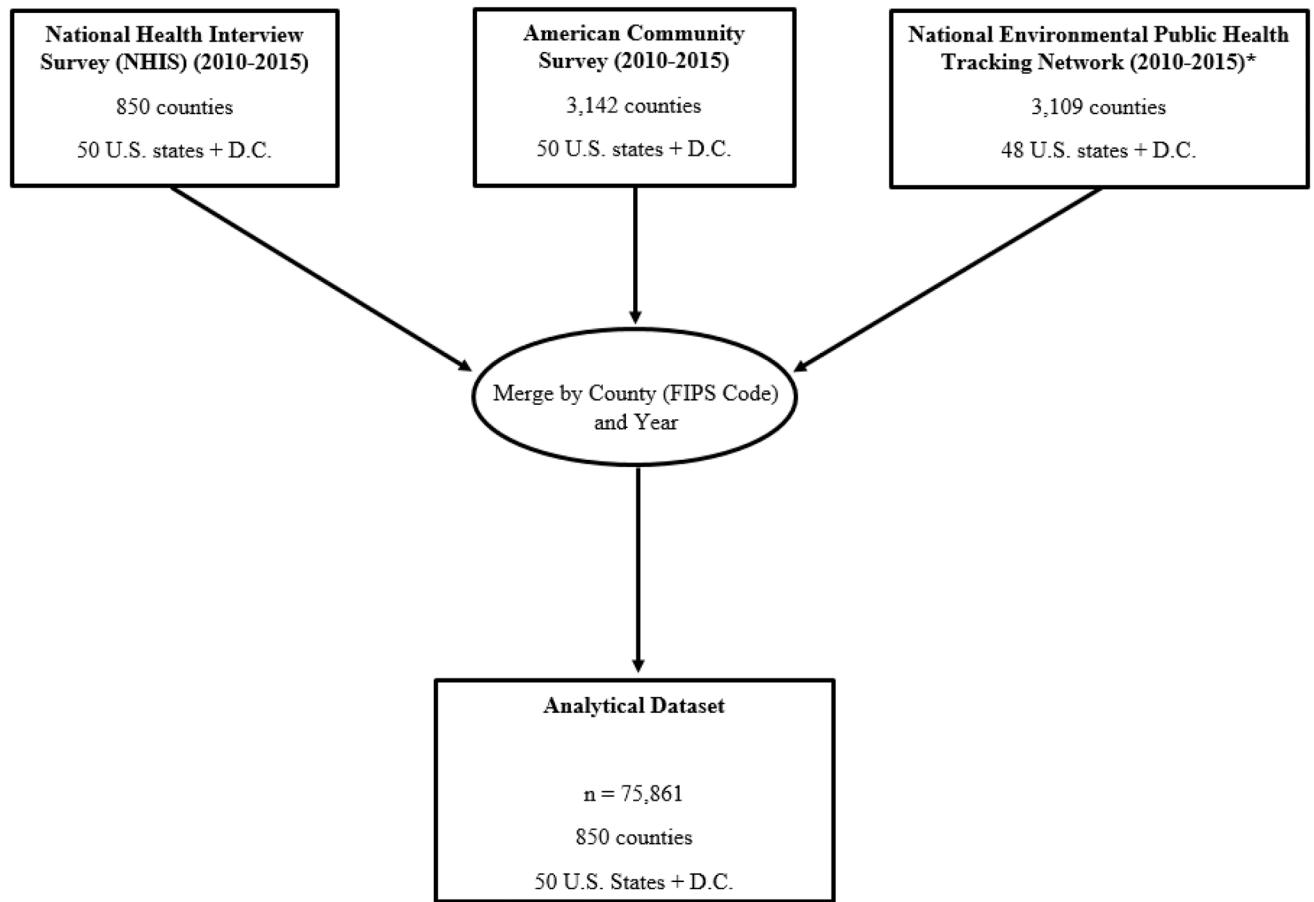 National Health Interview
Survey (NHIS) (2010-2015)
850 counties
50 U.S. states + D.C.
American Community
Survey (2010-2015)
3,142 counties
50 U.S. states + D.C.
National Environmental Public Health
Tracking Network (2010-2015)*
3,109 counties
48 U.S. states + D.C.
Merge by County (FIPS Code)
and Year
Analytical Dataset
n = 75,861
850 counties
50 U.S. States + D.C.